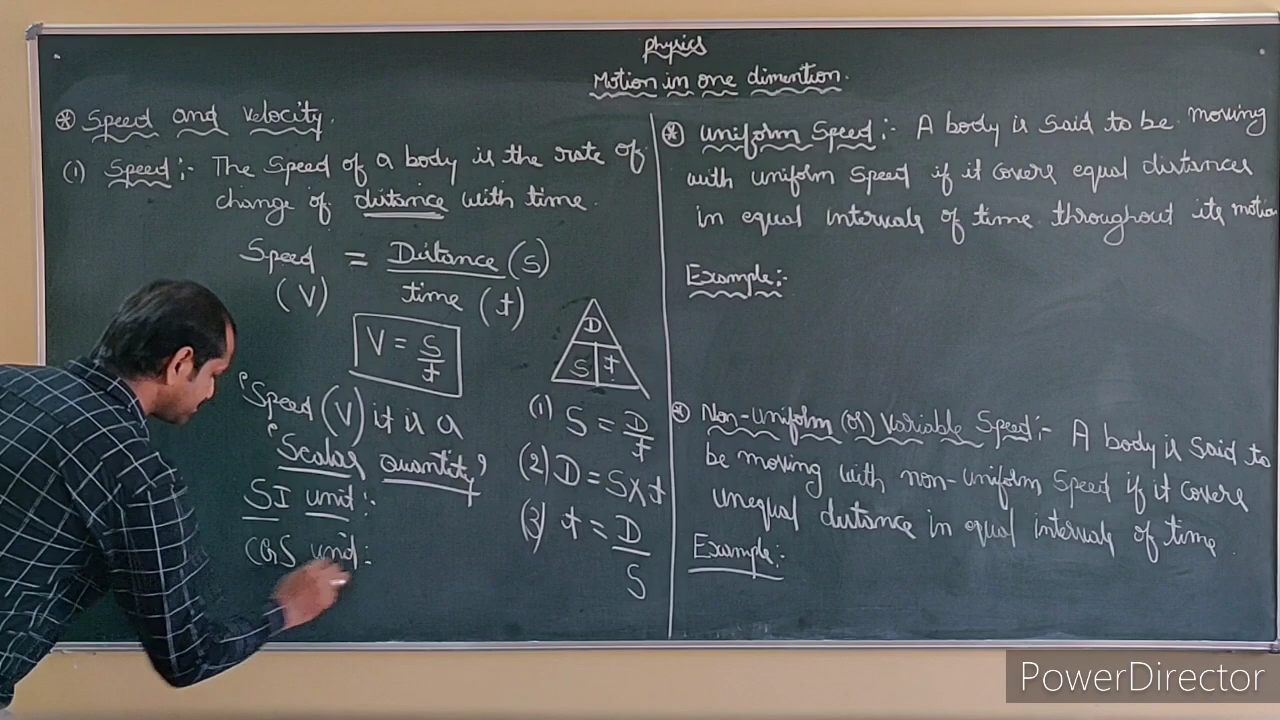 Physics
Motion in one dimention.
* Speed and velocity.
(1) Speed :- The Speed of a body is the rate of
change of distance with time.
Speed = Distance (S)
(V) time (t)
V = S/t
Speed (V) it is a
"Scalar quantity"
SI unit :-
CGS unit :
D
S t
(1) S = D/t
(2) D = S×t
(3) t = D/S
* Uniform Speed :- A body is said to be moving
with uniform speed if it covers equal distances
in equal intervals of time throughout its motion
Example :-
* Non-uniform (or) Variable Speed :- A body is said to
be moving with non-uniform speed if it covers
unequal distance in equal intervals of time.
Example :-
PowerDirector